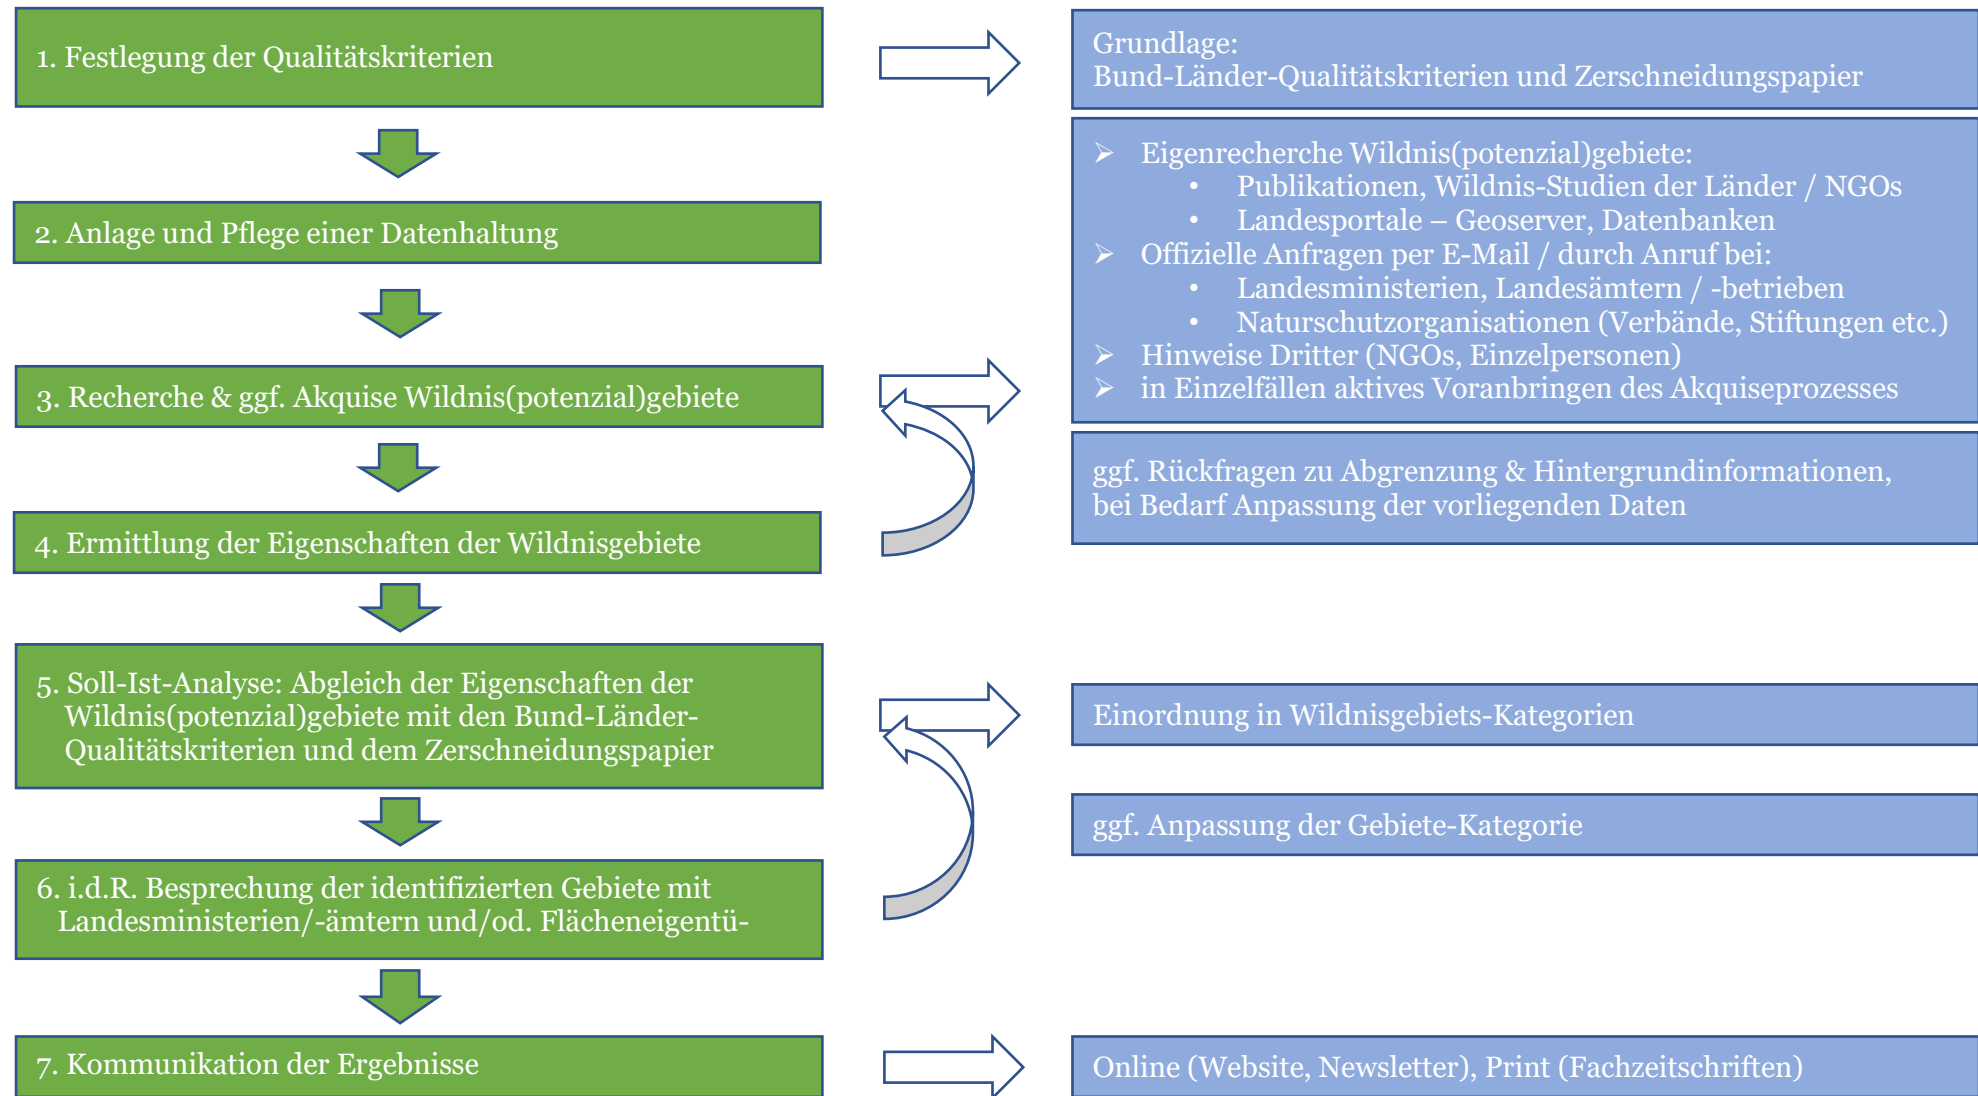 1. Festlegung der Qualitätskriterien
Grundlage:
Bund-Länder-Qualitätskriterien und Zerschneidungspapier
2. Anlage und Pflege einer Datenhaltung
➢ Eigenrecherche Wildnis(potenzial)gebiete:
• Publikationen, Wildnis-Studien der Länder / NGOs
• Landesportale – Geoserver, Datenbanken
➢ Offizielle Anfragen per E-Mail / durch Anruf bei:
• Landesministerien, Landesämtern / -betrieben
• Naturschutzorganisationen (Verbände, Stiftungen etc.)
➢ Hinweise Dritter (NGOs, Einzelpersonen)
➢ in Einzelfällen aktives Voranbringen des Akquiseprozesses
3. Recherche & ggf. Akquise Wildnis(potenzial)gebiete
ggf. Rückfragen zu Abgrenzung & Hintergrundinformationen,
bei Bedarf Anpassung der vorliegenden Daten
4. Ermittlung der Eigenschaften der Wildnisgebiete
5. Soll-Ist-Analyse: Abgleich der Eigenschaften der
Wildnis(potenzial)gebiete mit den Bund-Länder-
Qualitätskriterien und dem Zerschneidungspapier
Einordnung in Wildnisgebiets-Kategorien
ggf. Anpassung der Gebiete-Kategorie
6. i.d.R. Besprechung der identifizierten Gebiete mit
Landesministerien/-ämtern und/od. Flächeneigentü-
7. Kommunikation der Ergebnisse
Online (Website, Newsletter), Print (Fachzeitschriften)